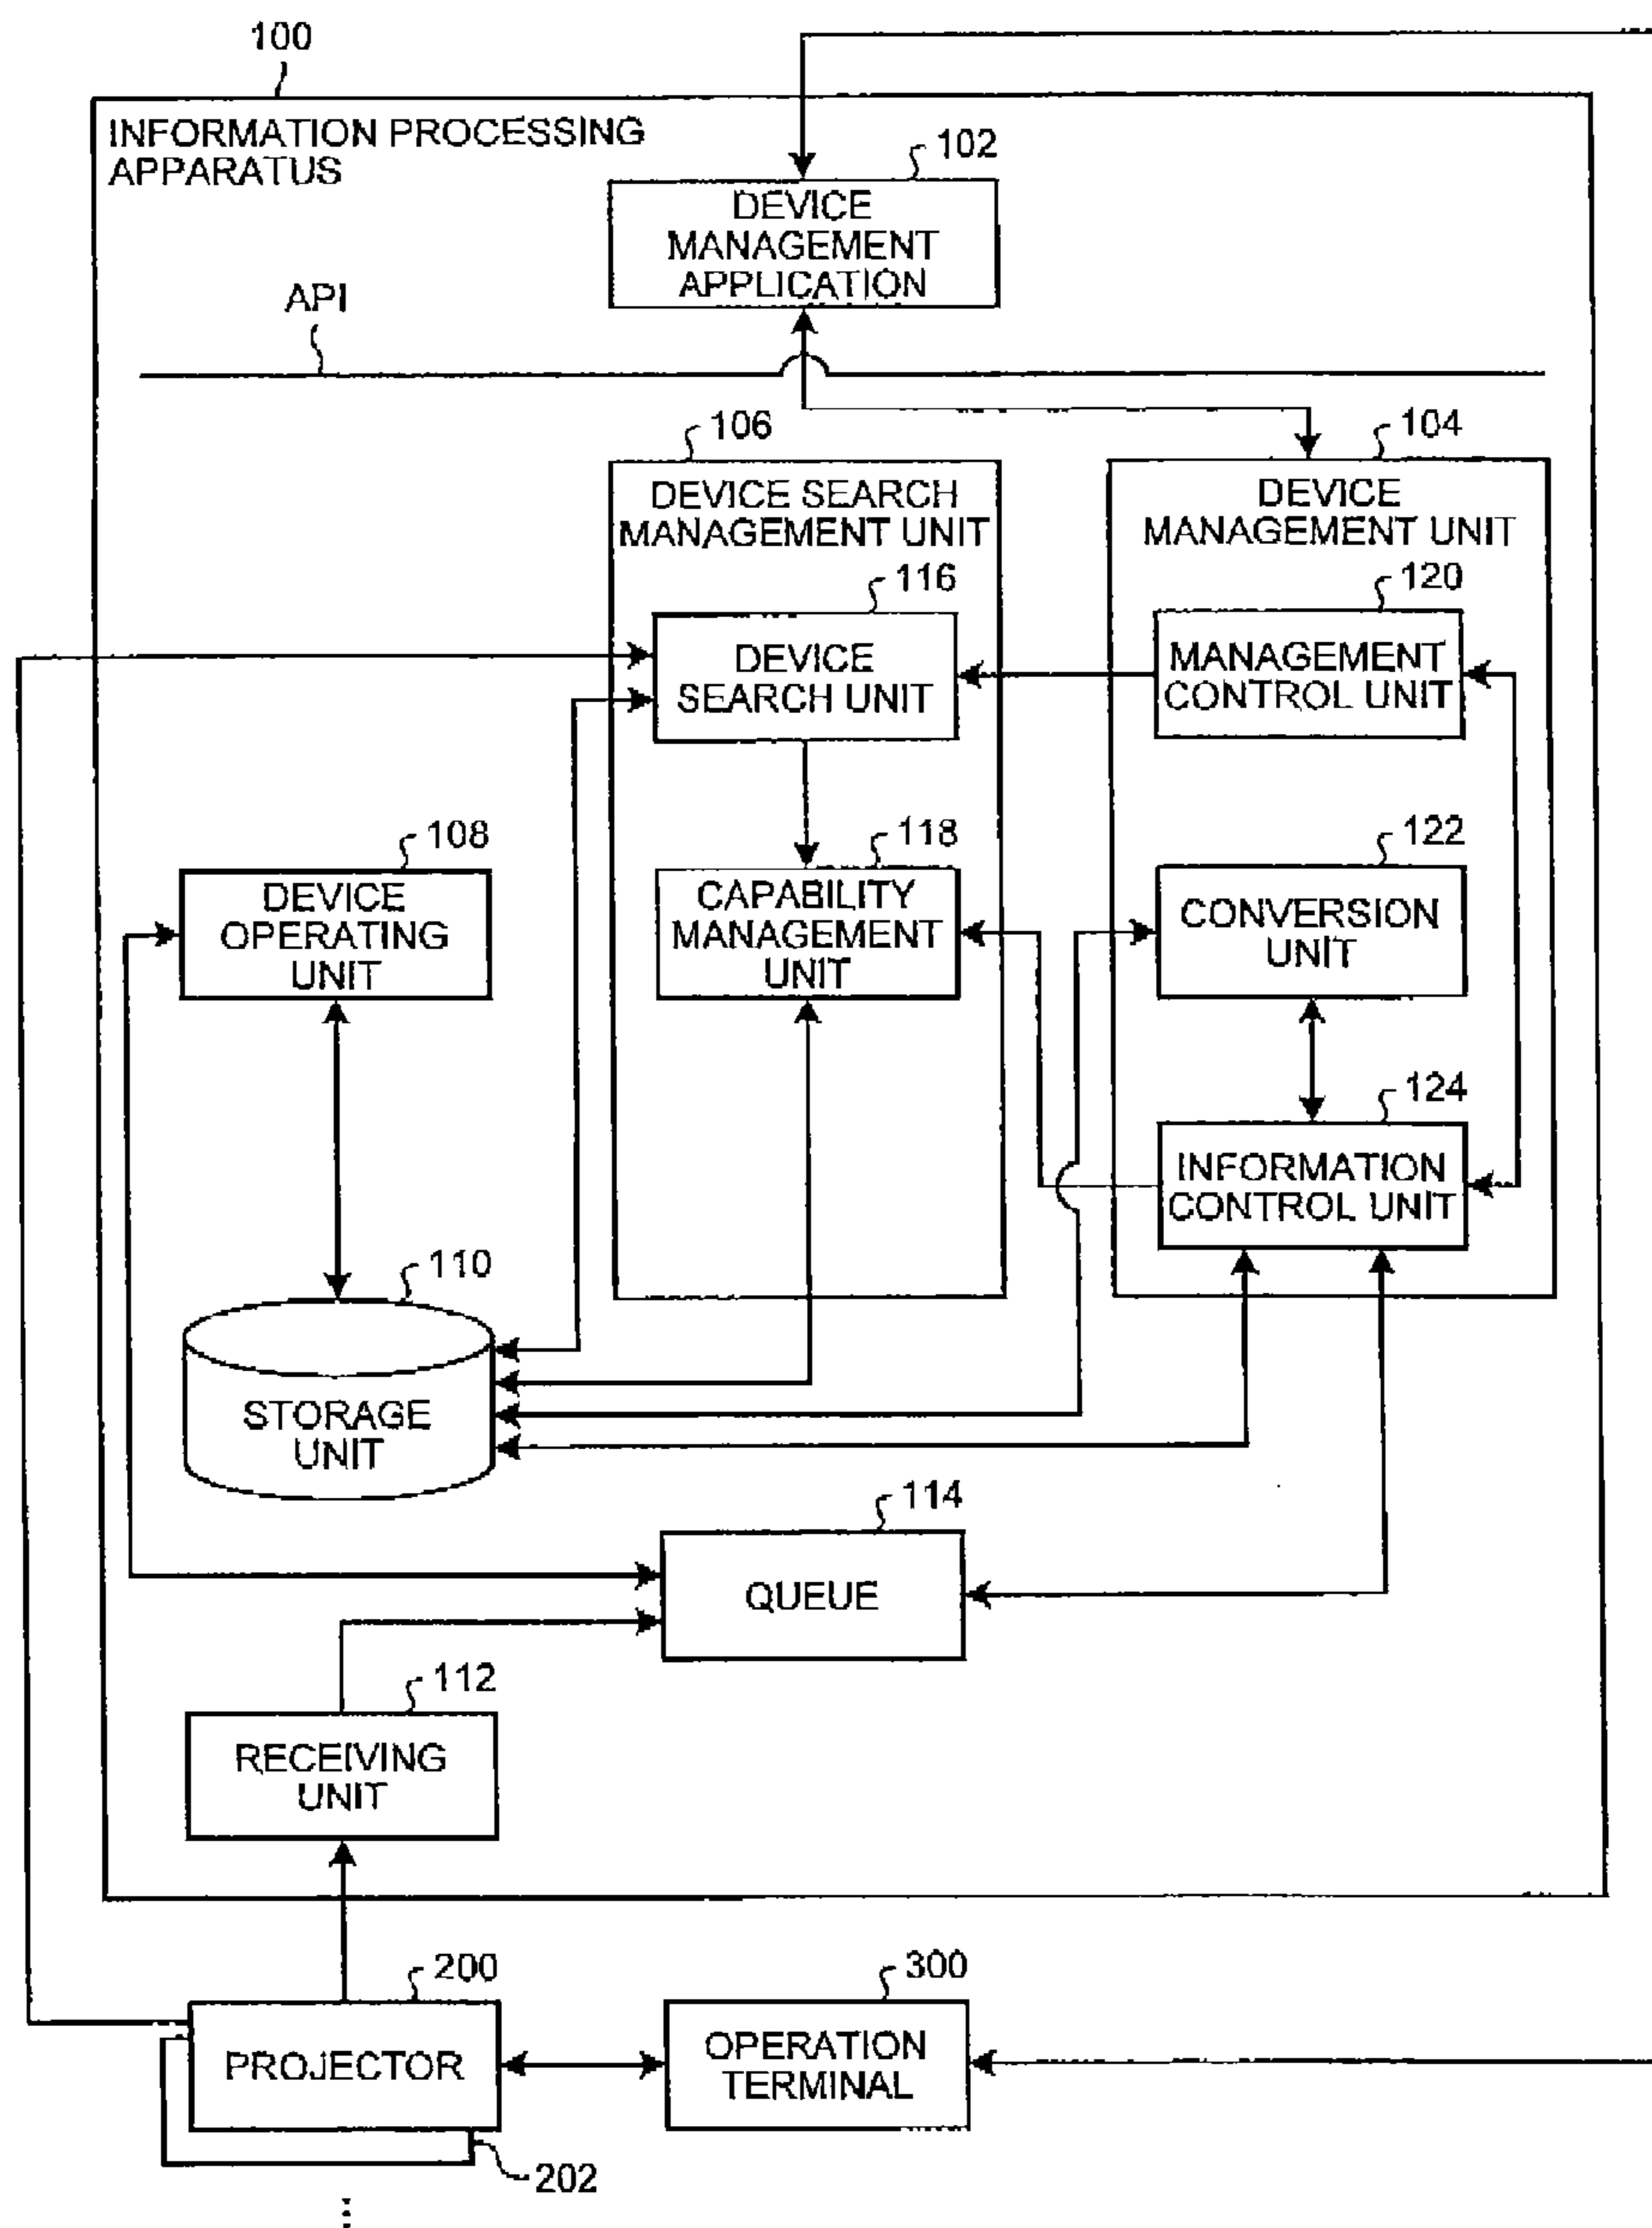 100
INFORMATION PROCESSING
APPARATUS
102
DEVICE
MANAGEMENT
APPLICATION
API
106
DEVICE SEARCH
MANAGEMENT UNIT
104
DEVICE
MANAGEMENT UNIT
116
DEVICE
SEARCH UNIT
120
MANAGEMENT
CONTROL UNIT
108
DEVICE
OPERATING
UNIT
118
CAPABILITY
MANAGEMENT
UNIT
122
CONVERSION
UNIT
124
INFORMATION
CONTROL UNIT
110
STORAGE
UNIT
114
QUEUE
112
RECEIVING
UNIT
200
PROJECTOR
202
300
OPERATION
TERMINAL